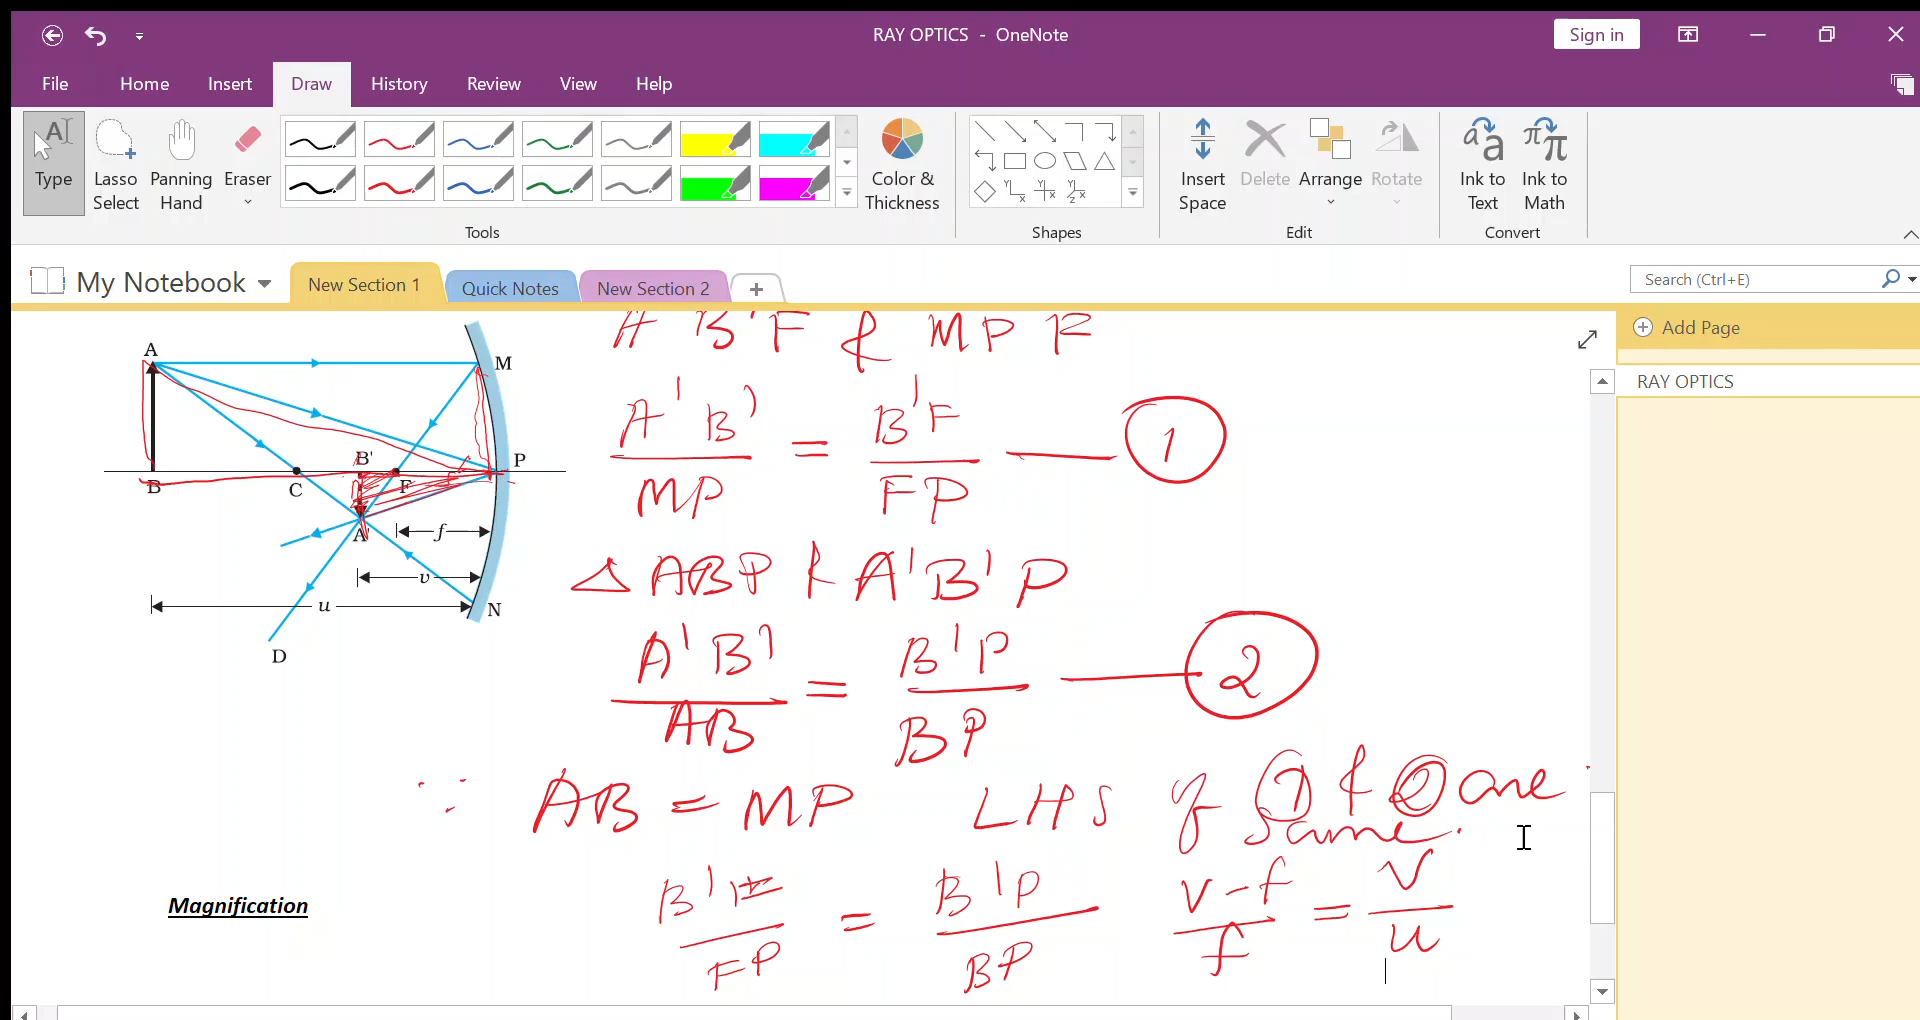 RAY OPTICS - OneNote
Sign in
File Home Insert Draw History Review View Help
Type
Lasso Select
Panning Hand
Eraser
Color & Thickness
Insert Space
Delete
Arrange
Rotate
Ink to Text
Ink to Math
Tools
Shapes
Edit
Convert
My Notebook
New Section 1
Quick Notes
New Section 2
Search (Ctrl+E)
Add Page
RAY OPTICS
A
M
B'
P
B
C
F
A'
f
v
u
N
D
A' B' F & MPF
A'B' / MP = B'F / FP — 1
△ ABP & A'B'P
A'B' / AB = B'P / BP — 2
∵ AB = MP LHS of 1 & 2 are
same.
B'F / FP = B'P / BP
v - f / f = v / u
Magnification